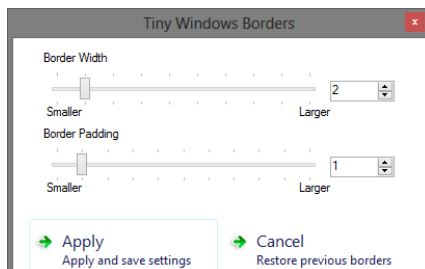 Tiny Windows Borders
x
Border Width
2
Smaller Larger
Border Padding
1
Smaller Larger
Apply Cancel
Apply and save settings Restore previous borders